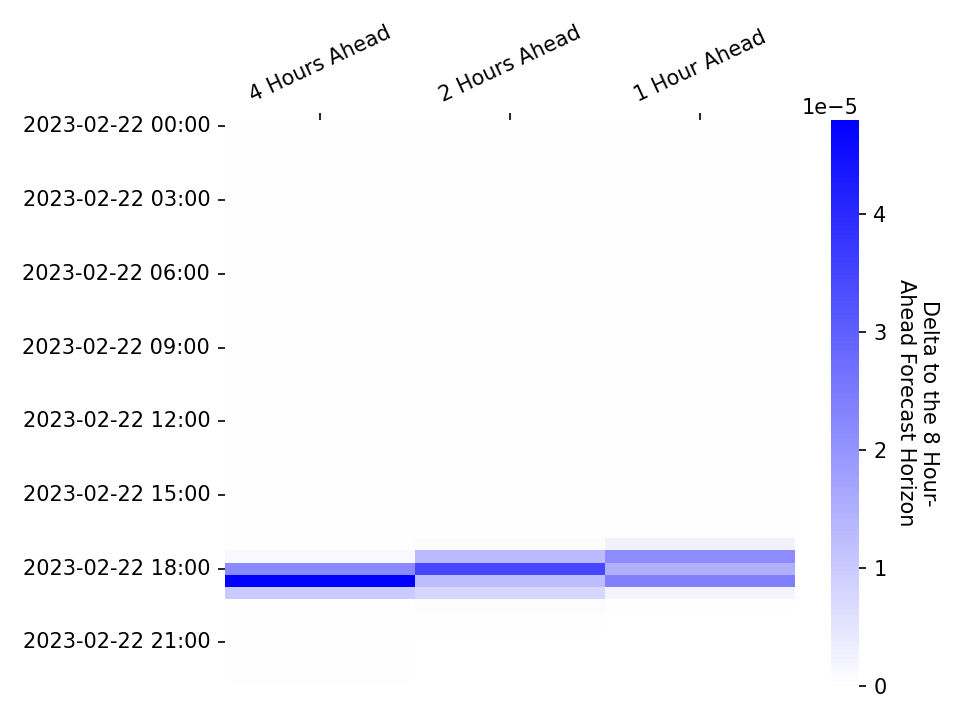 4 Hours Ahead
2 Hours Ahead
1 Hour Ahead
1e−5
2023-02-22 00:00
2023-02-22 03:00
2023-02-22 06:00
2023-02-22 09:00
2023-02-22 12:00
2023-02-22 15:00
2023-02-22 18:00
2023-02-22 21:00
4
3
2
1
0
Delta to the 8 Hour-
Ahead Forecast Horizon